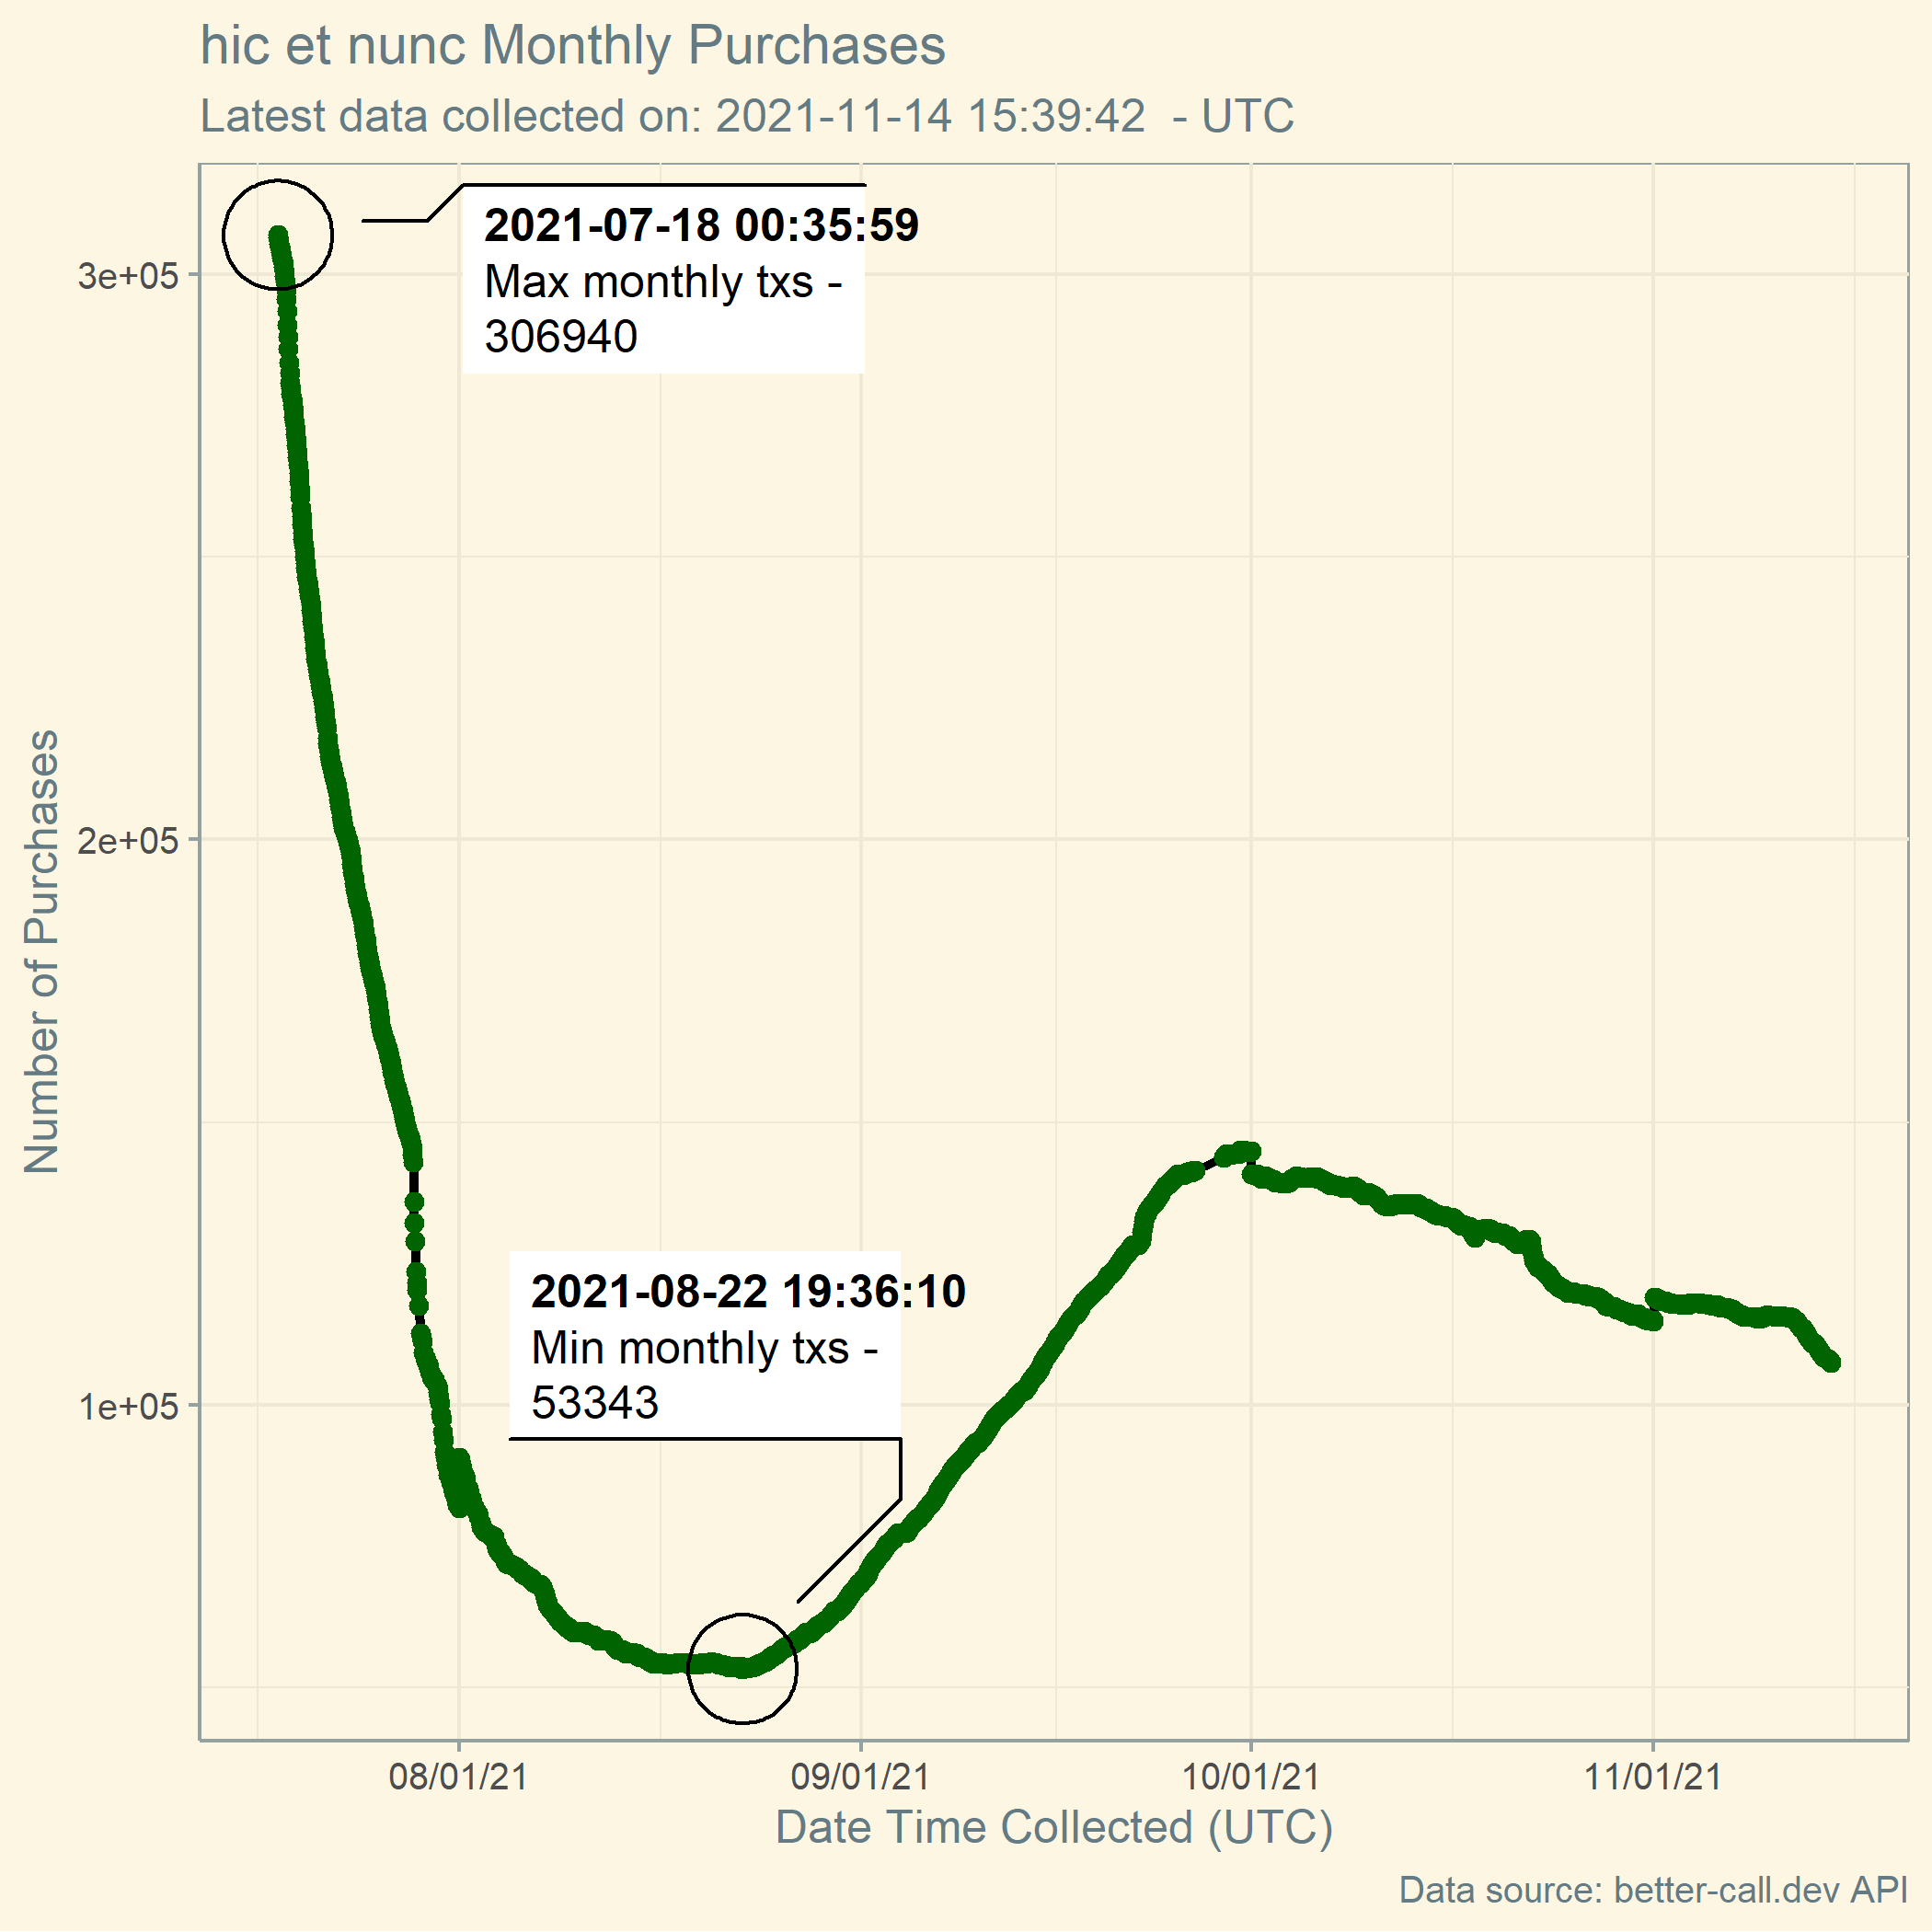 hic et nunc Monthly Purchases
Latest data collected on: 2021-11-14 15:39:42  - UTC
2021-07-18 00:35:59
Max monthly txs -
306940
3e+05
2e+05
1e+05
Number of Purchases
2021-08-22 19:36:10
Min monthly txs -
53343
08/01/21
09/01/21
10/01/21
11/01/21
Date Time Collected (UTC)
Data source: better-call.dev API